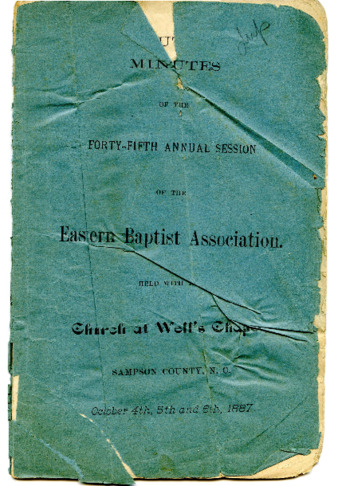 MINUTES
OF THE
FORTY-FIFTH ANNUAL SESSION
OF THE
Eastern Baptist Association.
HELD WITH
Church at Well's Chape
SAMPSON COUNTY, N. C.
October 4th, 5th and 6th, 1887.